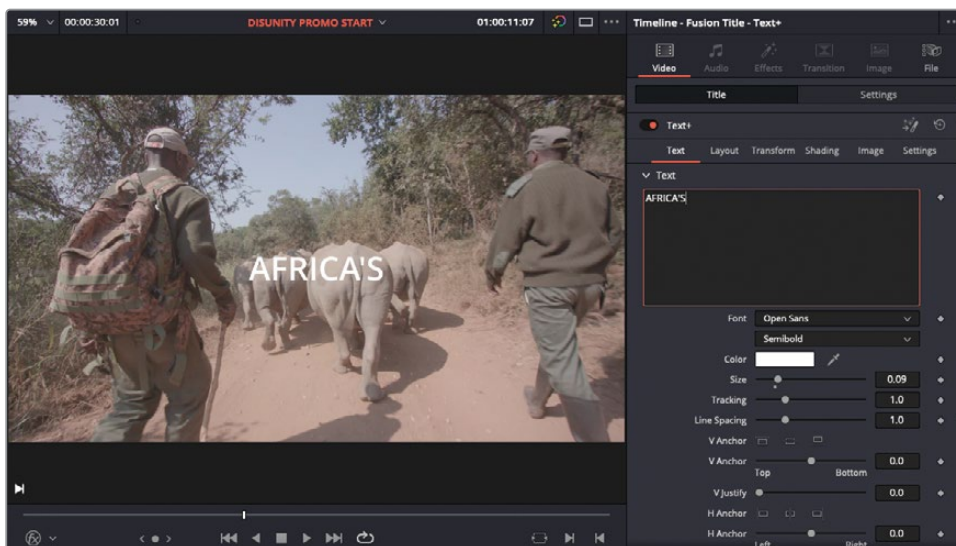 59% 00:00:30:01 DISUNITY PROMO START 01:00:11:07 Timeline - Fusion Title - Text+
Video Audio Effects Transition Image File
Title Settings
Text+
Text Layout Transform Shading Image Settings
Text
AFRICA'S
AFRICA'S
Font Open Sans
Semibold
Color
Size 0.09
Tracking 1.0
Line Spacing 1.0
V Anchor
V Anchor 0.0
Top Bottom
V Justify 0.0
H Anchor
H Anchor 0.0
Left Right